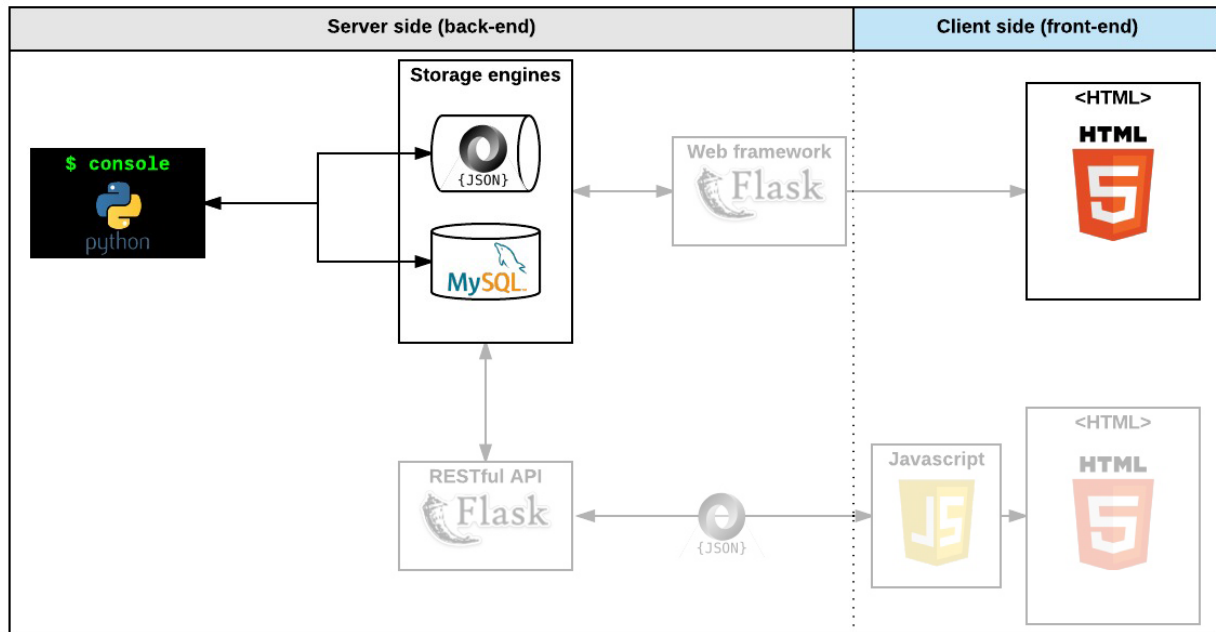 Server side (back-end)
Client side (front-end)
Storage engines
{JSON}
MySQL™
$ console
python
Web framework
Flask
<HTML>
HTML
5
RESTful API
Flask
{JSON}
Javascript
JS
<HTML>
HTML
5